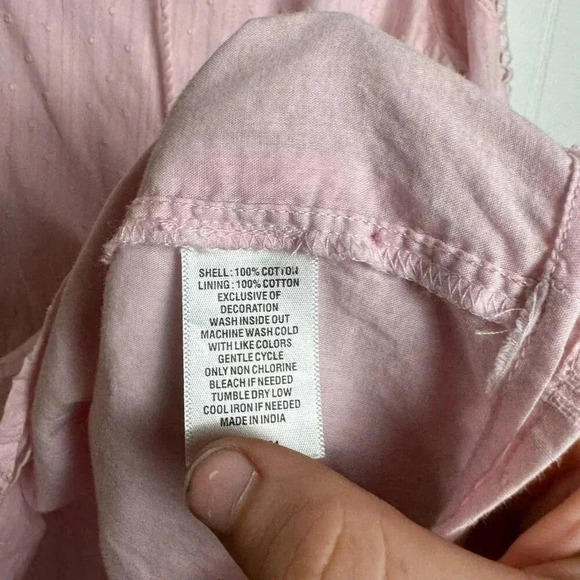 SHELL : 100% COTTON
LINING : 100% COTTON
EXCLUSIVE OF
DECORATION
WASH INSIDE OUT
MACHINE WASH COLD
WITH LIKE COLORS
GENTLE CYCLE
ONLY NON CHLORINE
BLEACH IF NEEDED
TUMBLE DRY LOW
COOL IRON IF NEEDED
MADE IN INDIA